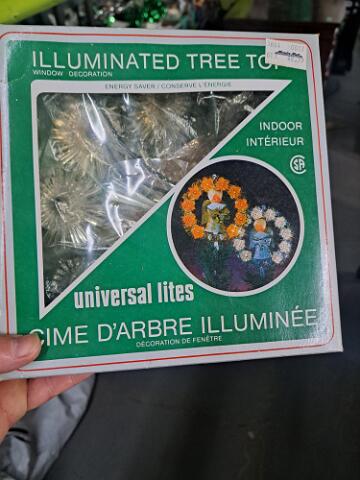 ILLUMINATED TREE TOP
WINDOW DECORATION
ENERGY SAVER / CONSERVE L'ÉNERGIE
INDOOR
INTÉRIEUR
universal lites
CIME D'ARBRE ILLUMINÉE
DÉCORATION DE FENÊTRE